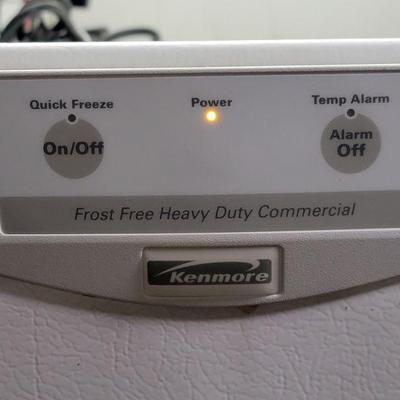 Quick Freeze Power Temp Alarm
On/Off Alarm
Off
Frost Free Heavy Duty Commercial
Kenmore